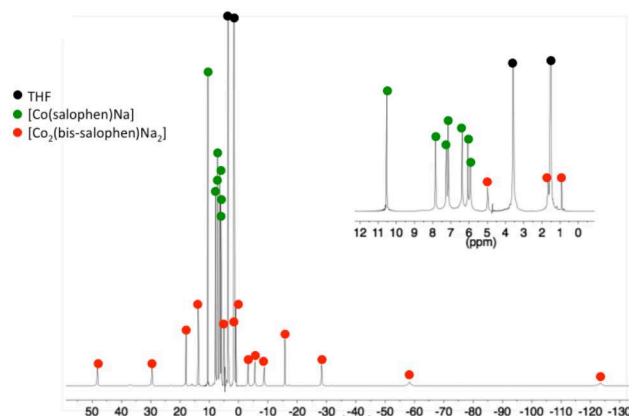 THF
[Co(salophen)Na]
[Co₂(bis-salophen)Na₂]
12 11 10 9 8 7 6 5 4 3 2 1 0
(ppm)
50 40 30 20 10 0 -10 -20 -30 -40 -50 -60 -70 -80 -90 -100 -110 -120 -130